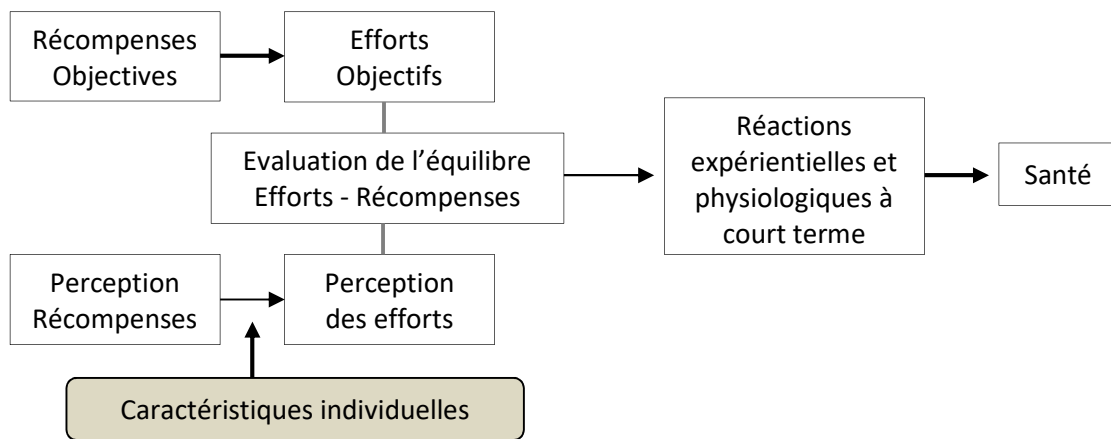 Récompenses
Objectives
Efforts
Objectifs
Evaluation de l’équilibre
Efforts - Récompenses
Réactions
expérientielles et
physiologiques à
court terme
Santé
Perception
Récompenses
Perception
des efforts
Caractéristiques individuelles